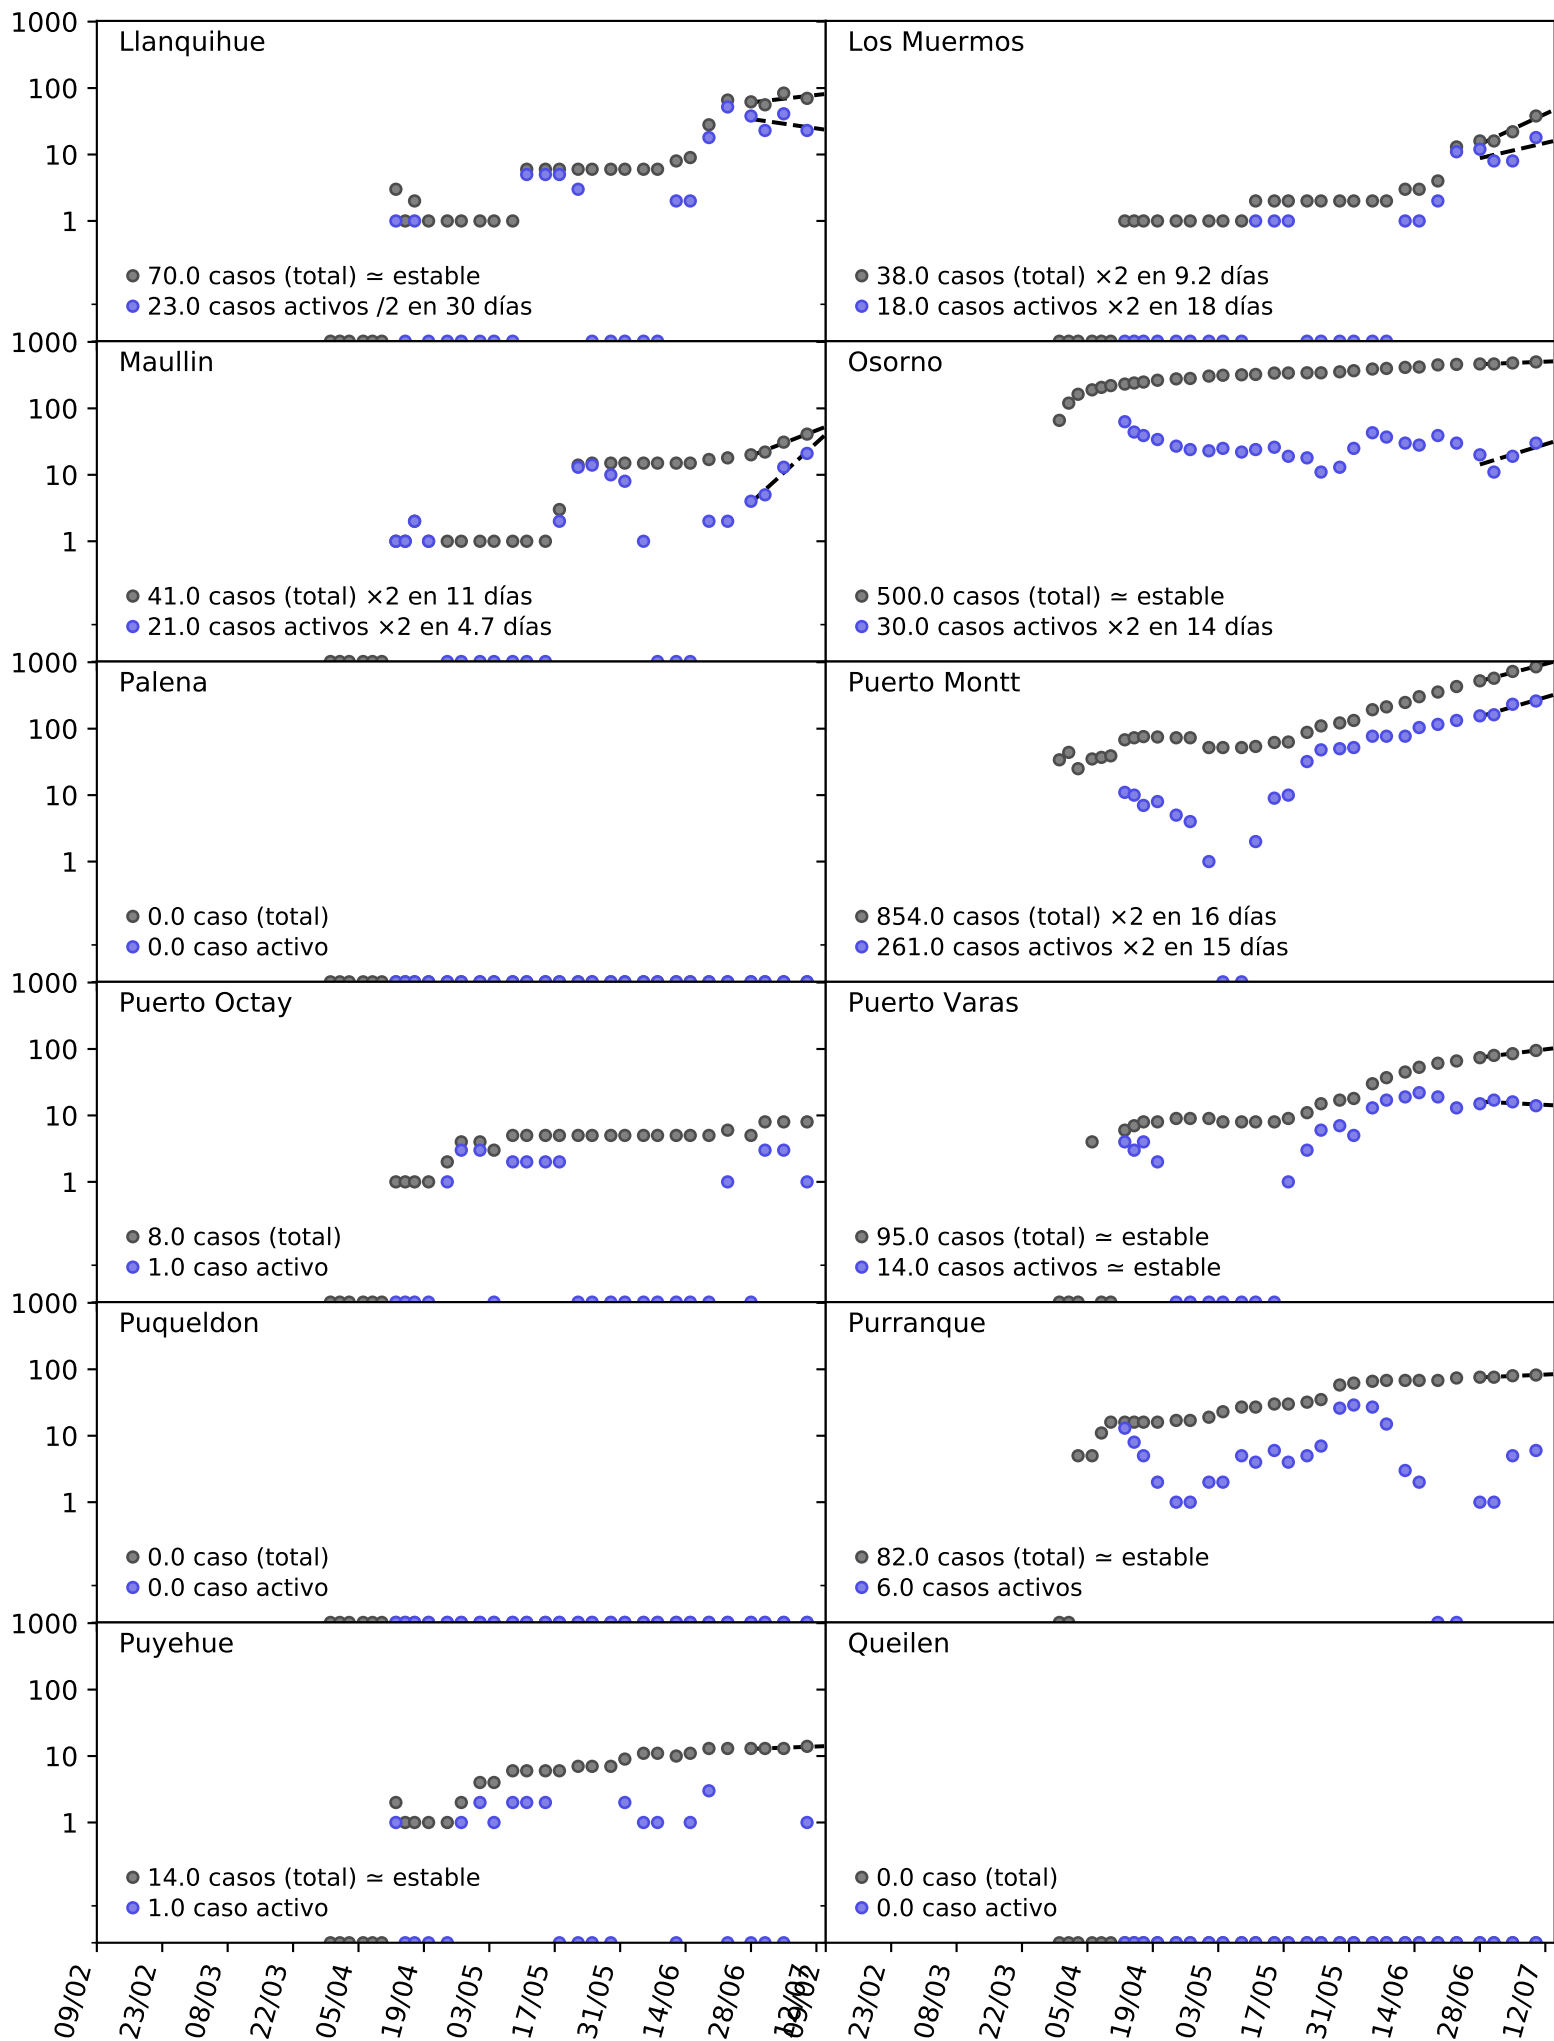 1000
Llanquihue
Los Muermos
100
10
1
70.0 casos (total) ≃ estable
23.0 casos activos /2 en 30 días
38.0 casos (total) ×2 en 9.2 días
18.0 casos activos ×2 en 18 días
1000
Maullin
Osorno
100
10
1
41.0 casos (total) ×2 en 11 días
21.0 casos activos ×2 en 4.7 días
500.0 casos (total) ≃ estable
30.0 casos activos ×2 en 14 días
1000
Palena
Puerto Montt
100
10
1
0.0 caso (total)
0.0 caso activo
854.0 casos (total) ×2 en 16 días
261.0 casos activos ×2 en 15 días
1000
Puerto Octay
Puerto Varas
100
10
1
8.0 casos (total)
1.0 caso activo
95.0 casos (total) ≃ estable
14.0 casos activos ≃ estable
1000
Puqueldon
Purranque
100
10
1
0.0 caso (total)
0.0 caso activo
82.0 casos (total) ≃ estable
6.0 casos activos
1000
Puyehue
Queilen
100
10
1
14.0 casos (total) ≃ estable
1.0 caso activo
0.0 caso (total)
0.0 caso activo
09/02
23/02
08/03
22/03
05/04
19/04
03/05
17/05
31/05
14/06
28/06
12/07
09/02
23/02
08/03
22/03
05/04
19/04
03/05
17/05
31/05
14/06
28/06
12/07